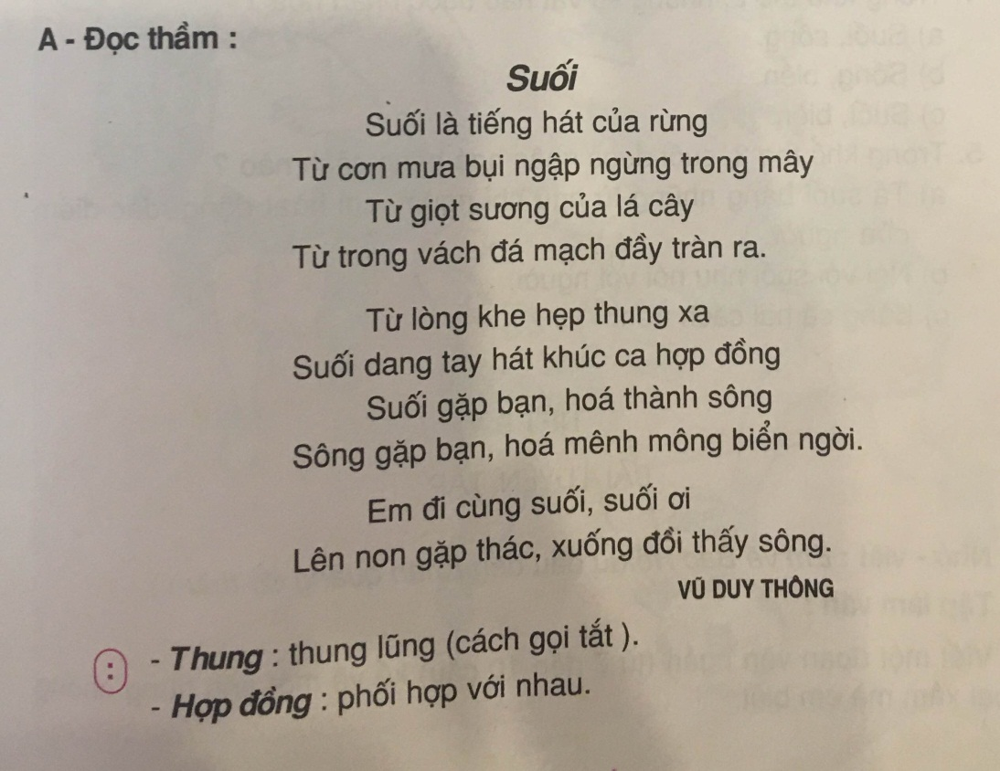 A - Đọc thầm :
Suối
Suối là tiếng hát của rừng
Từ cơn mưa bụi ngập ngừng trong mây
Từ giọt sương của lá cây
Từ trong vách đá mạch đầy tràn ra.
Từ lòng khe hẹp thung xa
Suối dang tay hát khúc ca hợp đồng
Suối gặp bạn, hoá thành sông
Sông gặp bạn, hoá mênh mông biển ngời.
Em đi cùng suối, suối ơi
Lên non gặp thác, xuống đồi thấy sông.
VŨ DUY THÔNG
: - Thung : thung lũng (cách gọi tắt ).
- Hợp đồng : phối hợp với nhau.